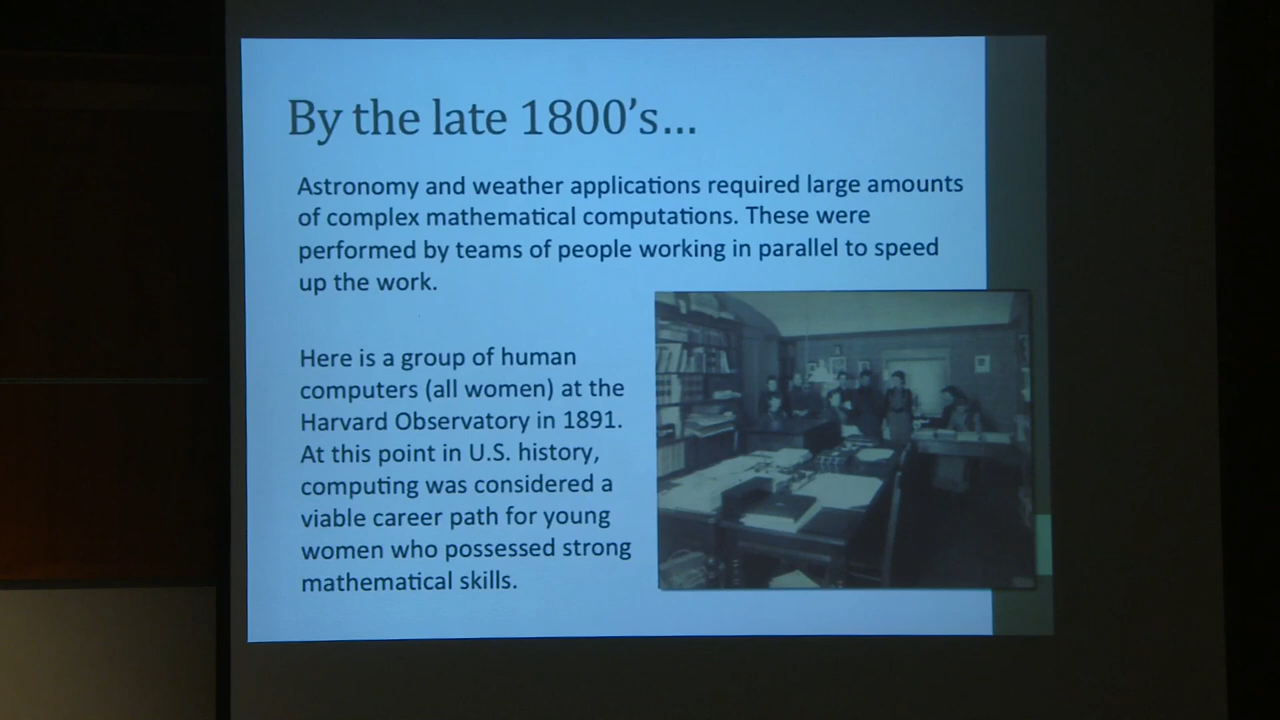 By the late 1800’s...
Astronomy and weather applications required large amounts
of complex mathematical computations. These were
performed by teams of people working in parallel to speed
up the work.
Here is a group of human
computers (all women) at the
Harvard Observatory in 1891.
At this point in U.S. history,
computing was considered a
viable career path for young
women who possessed strong
mathematical skills.